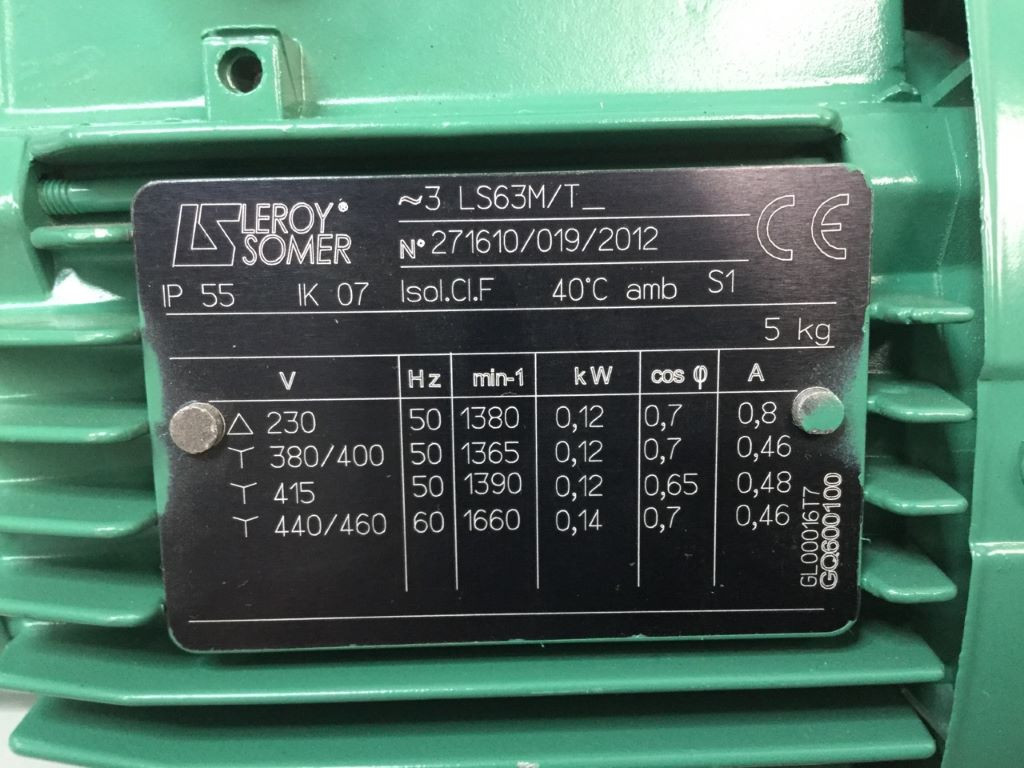 LEROY®
SOMER
~3 LS63M/T_
N° 271610/019/2012
CE
IP 55 IK 07 Isol.Cl.F 40°C amb S1
5 kg
V Hz min-1 kW cos φ A
△ 230 50 1380 0,12 0,7 0,8
Y 380/400 50 1365 0,12 0,7 0,46
Y 415 50 1390 0,12 0,65 0,48
Y 440/460 60 1660 0,14 0,7 0,46
GL00016T7
GQ600100